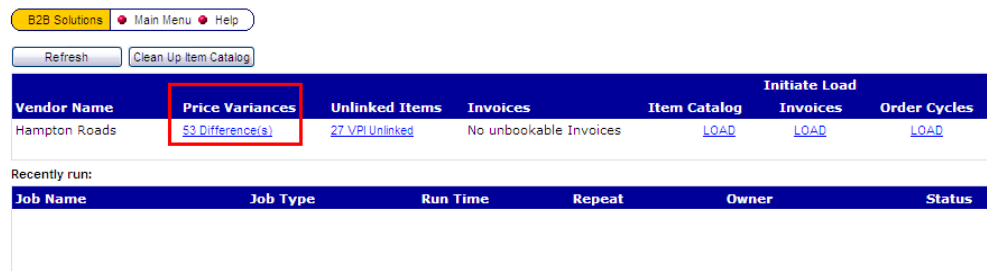 B2B Solutions Main Menu Help
Refresh Clean Up Item Catalog
Initiate Load
Vendor Name Price Variances Unlinked Items Invoices Item Catalog Invoices Order Cycles
Hampton Roads 53 Difference(s) 27 VPI Unlinked No unbookable Invoices LOAD LOAD LOAD
Recently run:
Job Name Job Type Run Time Repeat Owner Status